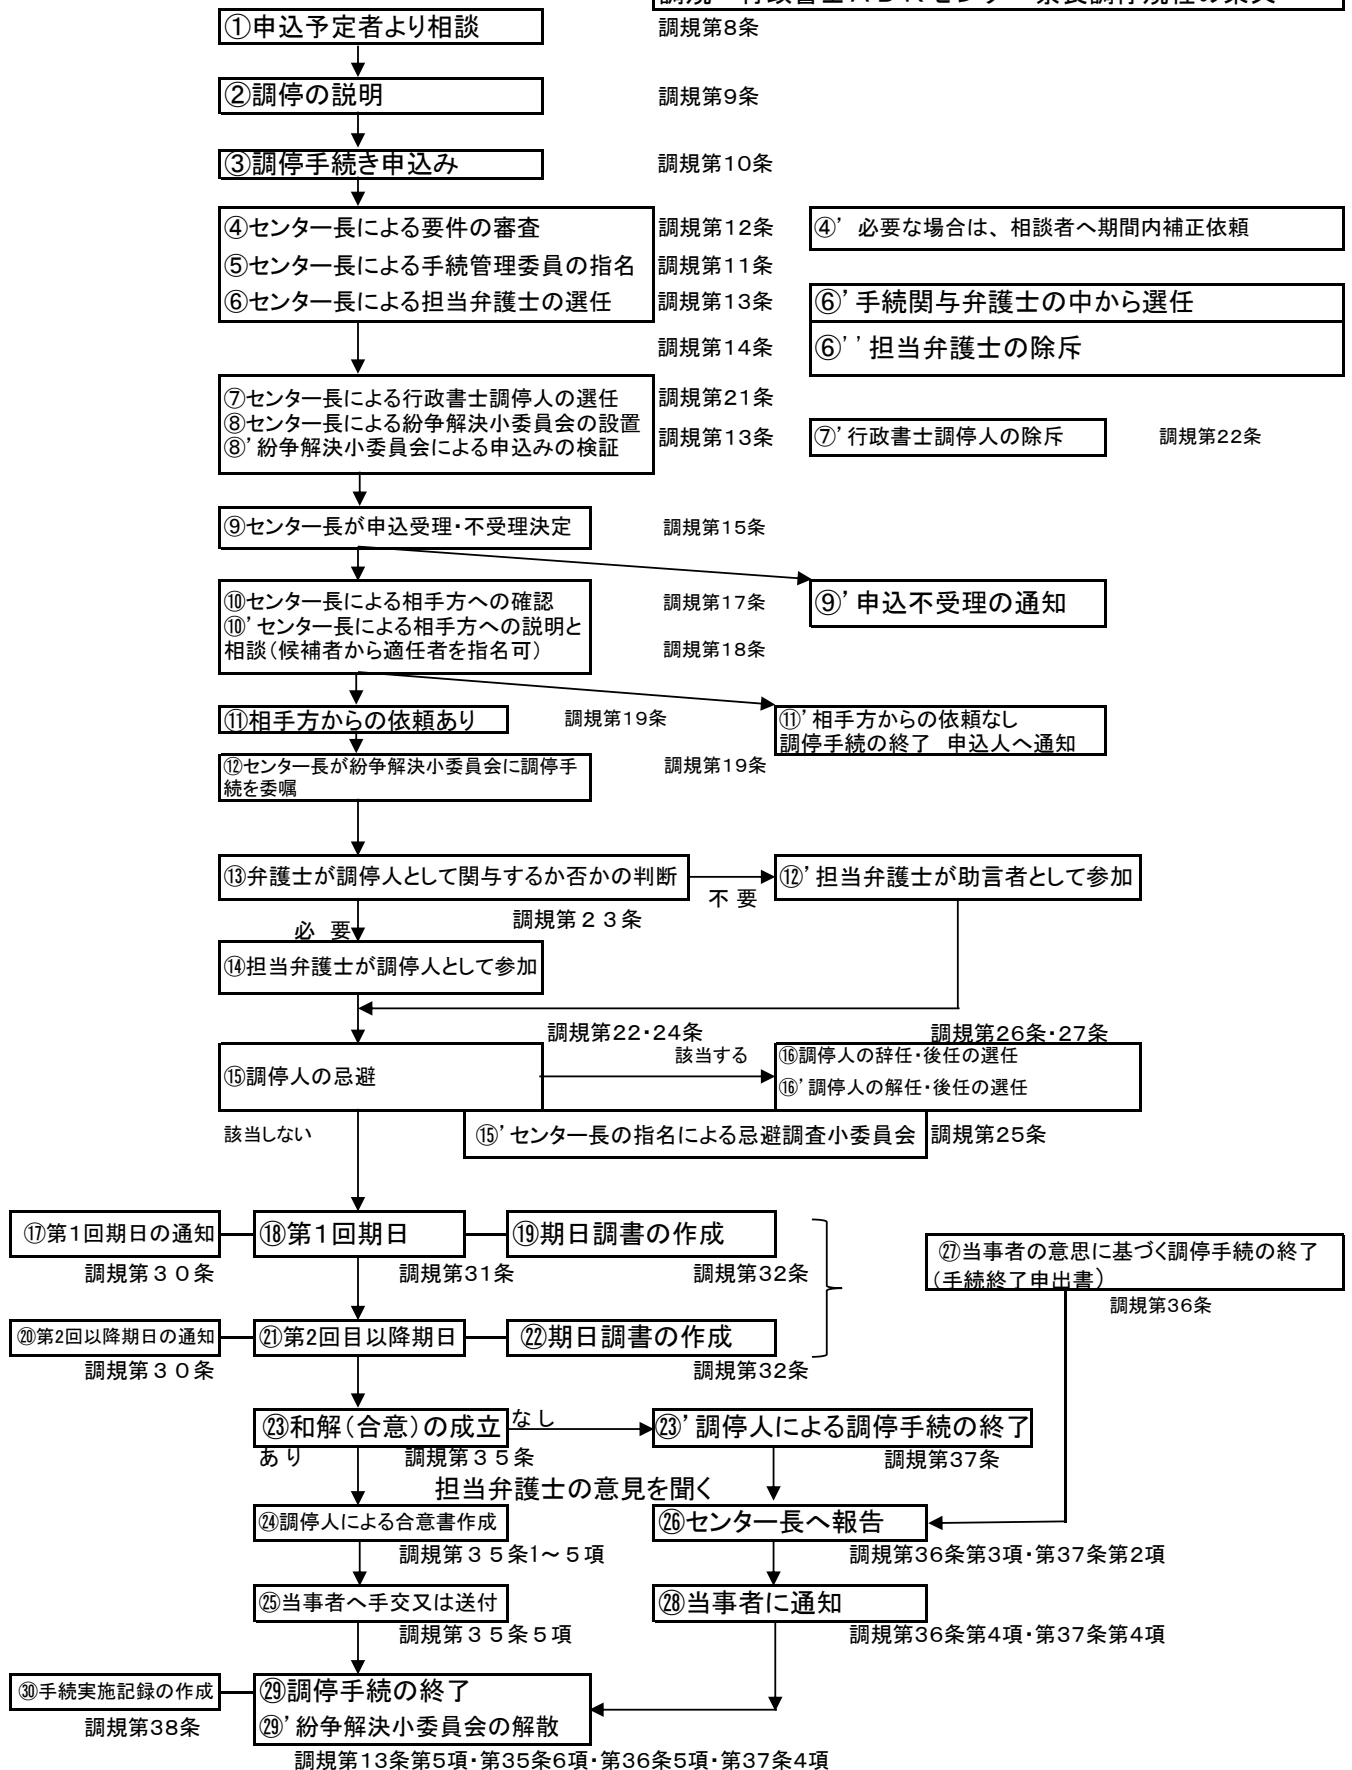 ①申込予定者より相談
調規第8条
②調停の説明
調規第9条
③調停手続き申込み
調規第10条
④センター長による要件の審査
調規第12条
④’ 必要な場合は、相談者へ期間内補正依頼
⑤センター長による手続管理委員の指名
調規第11条
⑥センター長による担当弁護士の選任
調規第13条
⑥’手続関与弁護士の中から選任
調規第14条
⑥’’担当弁護士の除斥
⑦センター長による行政書士調停人の選任
調規第21条
⑧センター長による紛争解決小委員会の設置
⑧’紛争解決小委員会による申込みの検証
調規第13条
⑦’行政書士調停人の除斥
調規第22条
⑨センター長が申込受理・不受理決定
調規第15条
⑩センター長による相手方への確認
調規第17条
⑨’申込不受理の通知
⑩’センター長による相手方への説明と
相談(候補者から適任者を指名可)
調規第18条
⑪相手方からの依頼あり
調規第19条
⑪’相手方からの依頼なし
調停手続の終了 申込人へ通知
⑫センター長が紛争解決小委員会に調停手
続を委嘱
調規第19条
⑬弁護士が調停人として関与するか否かの判断
不 要
⑫’担当弁護士が助言者として参加
調規第23条
必 要
⑭担当弁護士が調停人として参加
調規第22・24条
調規第26条・27条
⑮調停人の忌避
該当する
⑯調停人の辞任・後任の選任
⑯’調停人の解任・後任の選任
該当しない
⑮’センター長の指名による忌避調査小委員会
調規第25条
⑰第1回期日の通知
⑱第1回期日
⑲期日調書の作成
㉗当事者の意思に基づく調停手続の終了
(手続終了申出書)
調規第30条
調規第31条
調規第32条
調規第36条
⑳第2回以降期日の通知
㉑第2回目以降期日
㉒期日調書の作成
調規第30条
調規第32条
㉓和解(合意)の成立
なし
㉓’調停人による調停手続の終了
あり
調規第35条
調規第37条
担当弁護士の意見を聞く
㉔調停人による合意書作成
㉖センター長へ報告
調規第35条1~5項
調規第36条第3項・第37条第2項
㉕当事者へ手交又は送付
㉘当事者に通知
調規第35条5項
調規第36条第4項・第37条第4項
㉚手続実施記録の作成
㉙調停手続の終了
㉙’紛争解決小委員会の解散
調規第38条
調規第13条第5項・第35条6項・第36条5項・第37条4項